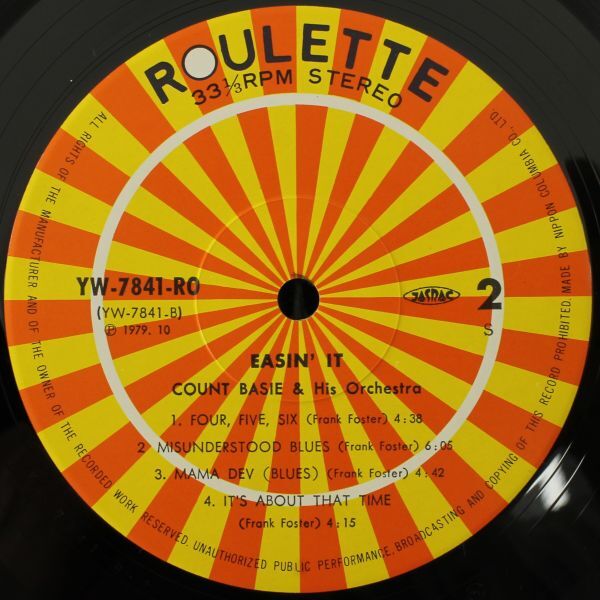 ROULETTE
33 1/3 RPM STEREO
YW-7841-RO
(YW-7841-B)
Ⓟ 1979. 10
JASRAC
2
S
EASIN' IT
COUNT BASIE & His Orchestra
1. FOUR, FIVE, SIX (Frank Foster) 4:38
2 MISUNDERSTOOD BLUES (Frank Foster) 6:05
3. MAMA DEV (BLUES) (Frank Foster) 4:42
4. IT'S ABOUT THAT TIME
(Frank Foster) 4:15
ALL RIGHTS OF THE MANUFACTURER AND OF THE OWNER OF THE RECORDED WORK RESERVED. UNAUTHORIZED PUBLIC PERFORMANCE, BROADCASTING AND COPYING OF THIS RECORD PROHIBITED. MADE BY NIPPON COLUMBIA CO., LTD.